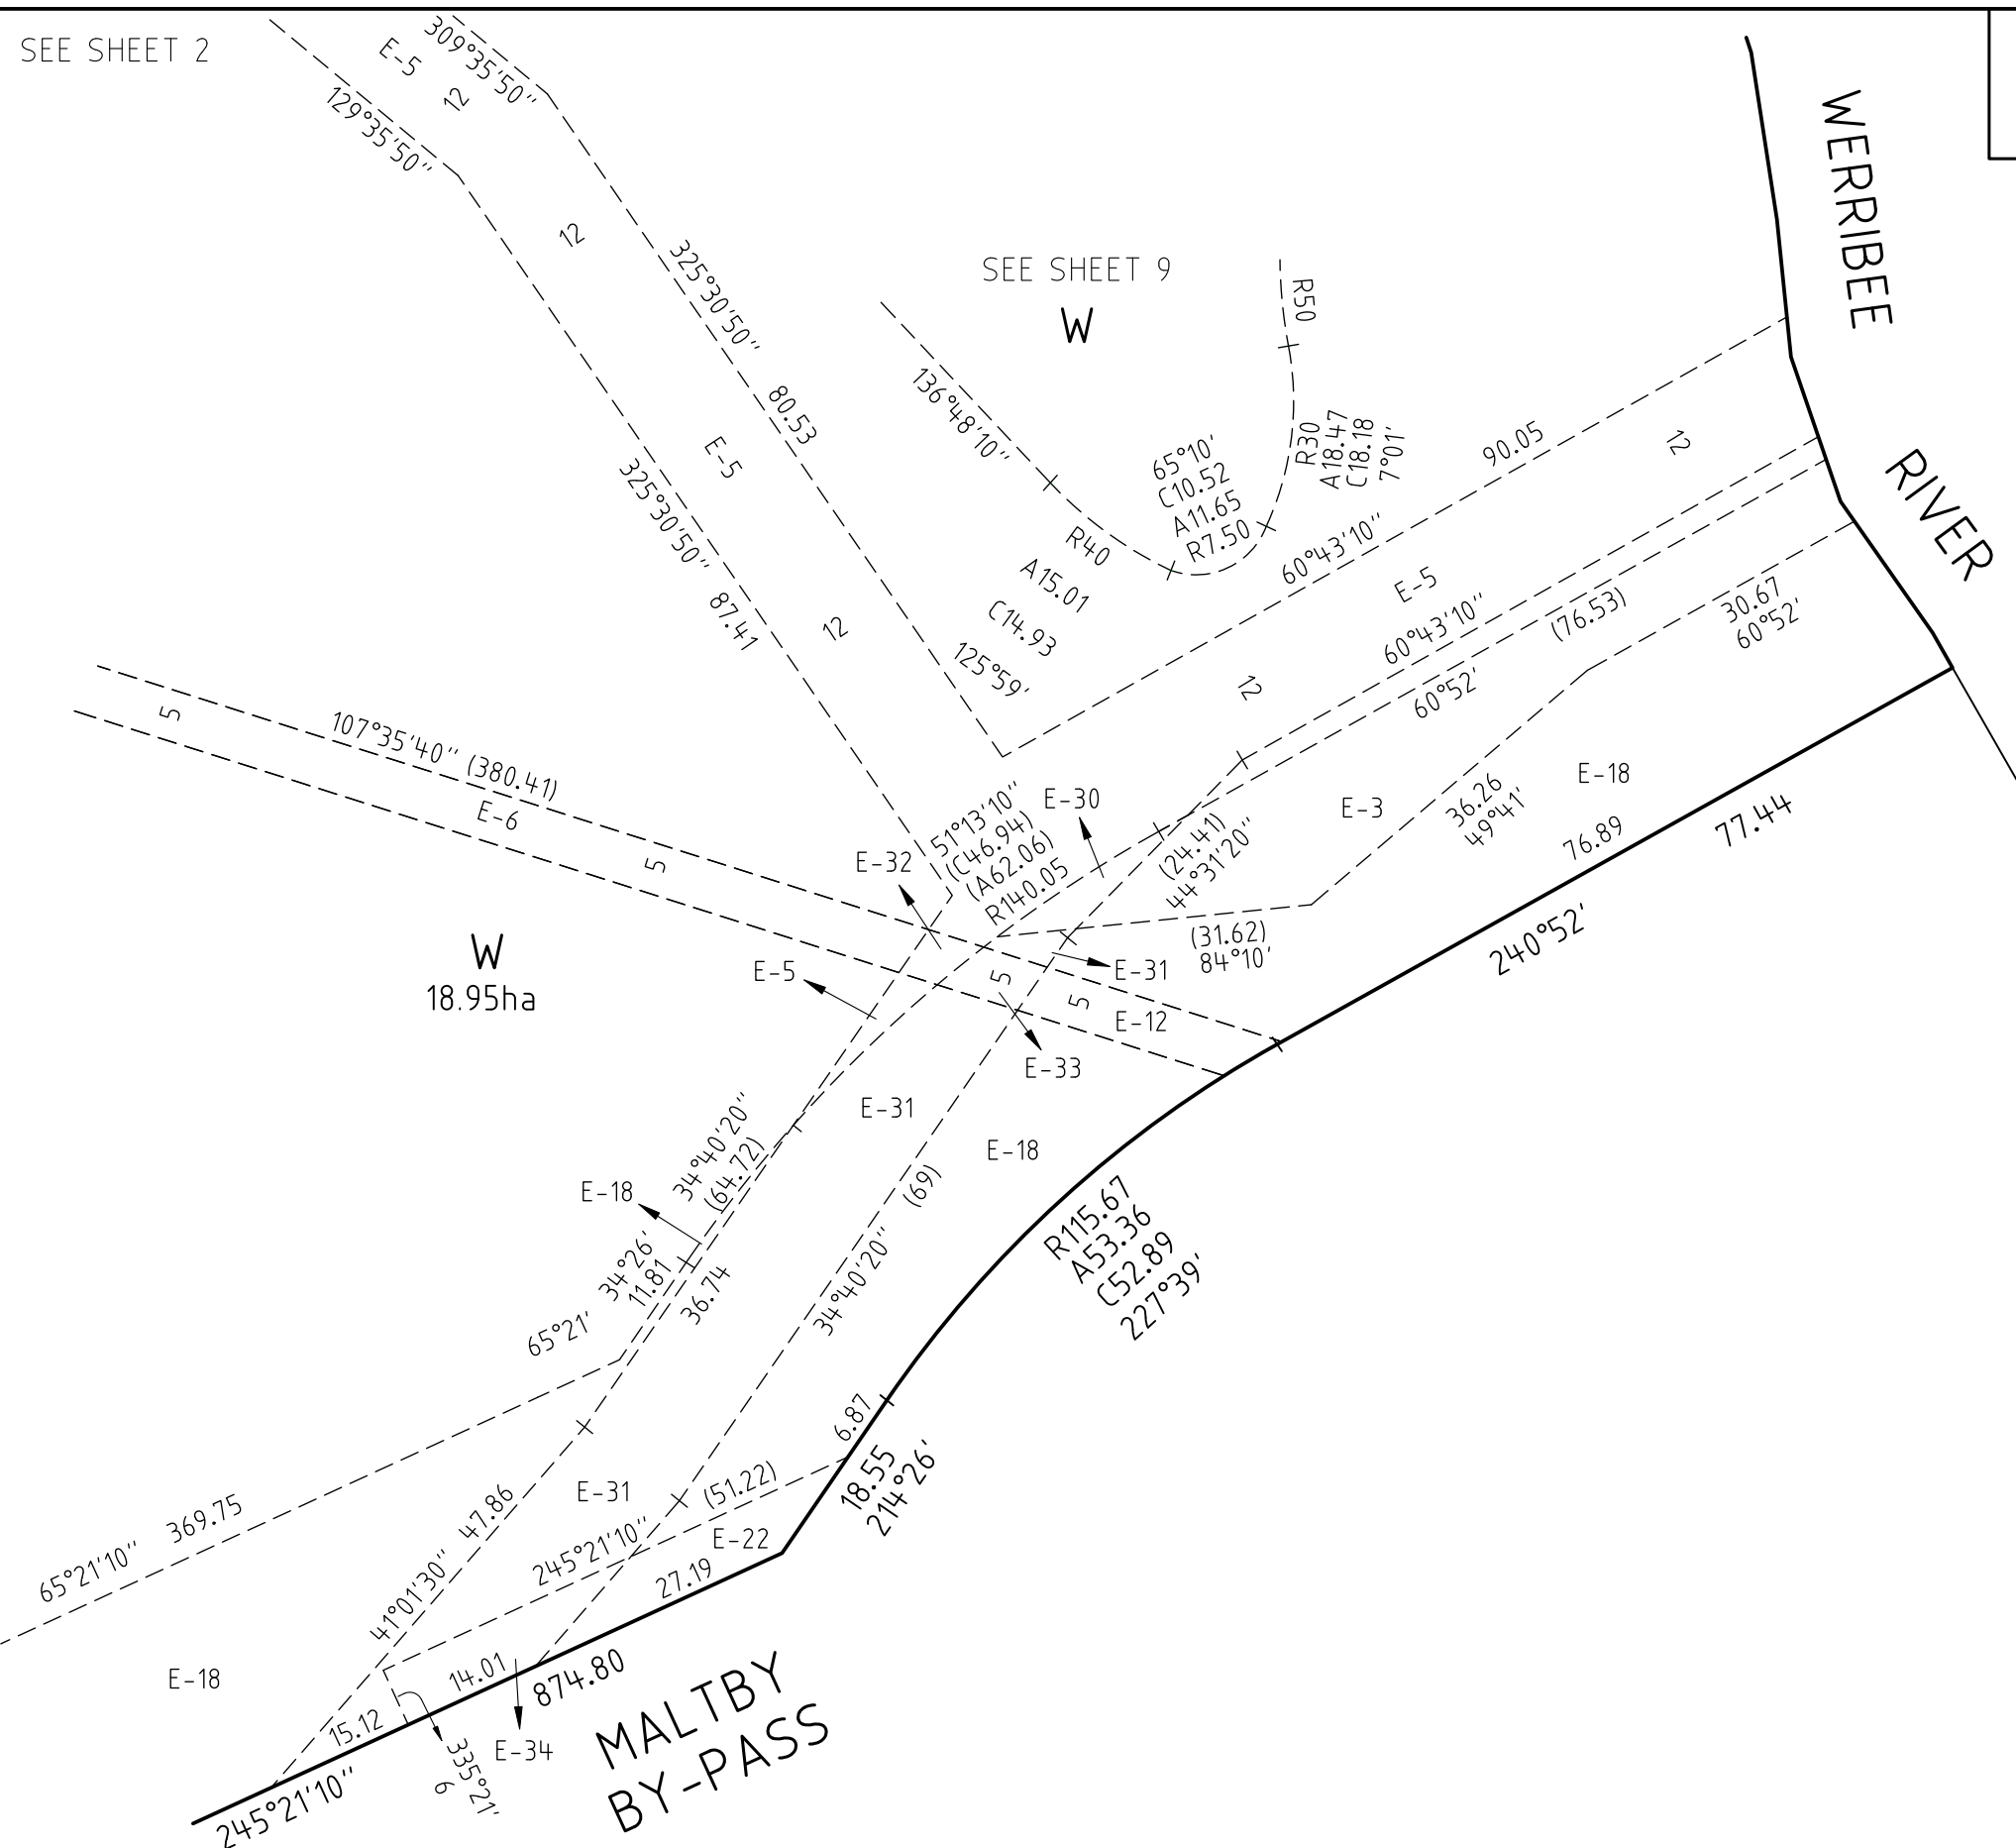 SEE SHEET 2
E-5
12
309°35'50"
129°35'50"
12
325°30'50"
80.53
E-5
325°30'50"
87.41
12
SEE SHEET 9
W
136°48'10"
R50
R30
A18.47
C18.18
7°01'
65°10'
C10.52
A11.65
R7.50
R40
A15.01
C14.93
125°59'
WERRIBEE
RIVER
90.05
12
60°43'10"
E-5
60°43'10"
(76.53)
60°52'
30.67
60°52'
12
5
107°35'40" (380.41)
E-6
5
51°13'10"
(C46.94)
(A62.06)
R140.05
E-30
E-32
(24.41)
44°31'20"
E-3
36.26
49°41'
E-18
76.89
77.44
240°52'
(31.62)
84°10'
W
18.95ha
E-5
5
E-31
5
E-12
E-33
E-31
E-18
34°40'20"
(64.72)
E-18
34°26'
11.81
36.74
65°21'
(69)
34°40'20"
R115.67
A53.36
C52.89
227°39'
6.87
18.55
214°26'
65°21'10" 369.75
41°01'30" 47.86
E-31
(51.22)
245°21'10"
E-22
27.19
E-18
15.12
14.01
874.80
E-34
335°21'
6
245°21'10"
MALTBY
BY-PASS